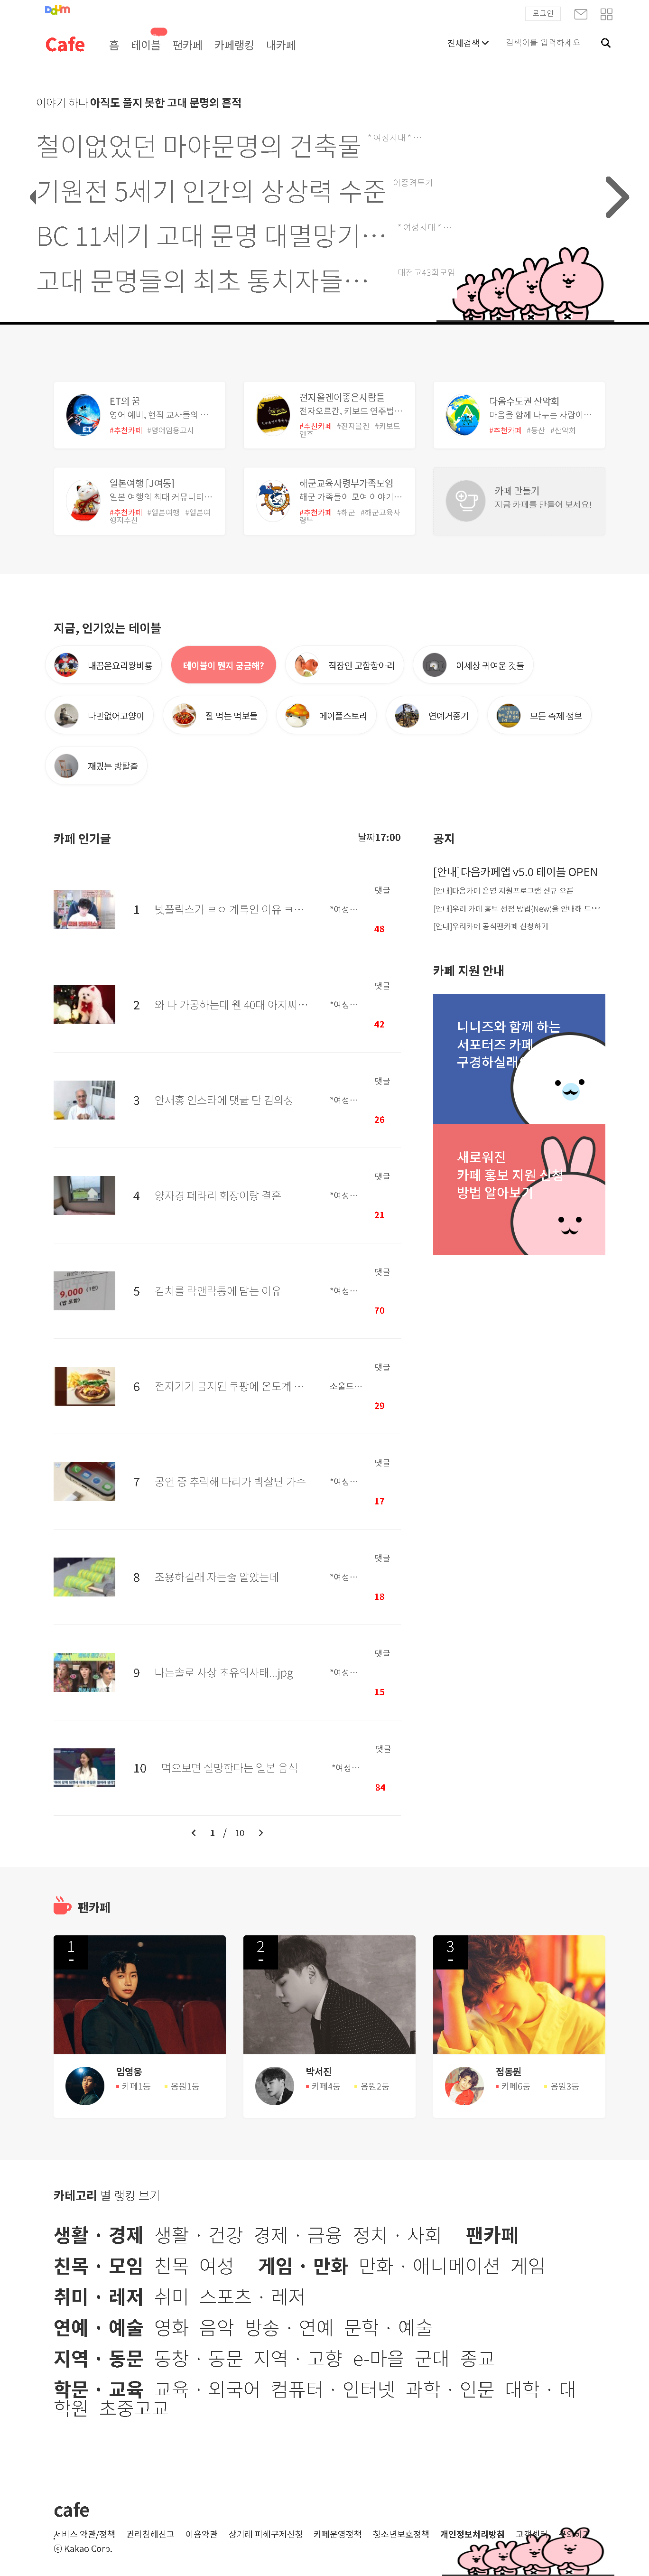 Daum
로그인
Cafe
홈 테이블 팬카페 카페랭킹 내카페
전체검색
검색어를 입력하세요
이야기 하나 아직도 풀지 못한 고대 문명의 흔적
철이없었던 마야문명의 건축물 * 여성시대 * …
기원전 5세기 인간의 상상력 수준 이종격투기
BC 11세기 고대 문명 대멸망기… * 여성시대 * …
고대 문명들의 최초 통치자들… 대전고43회모임
ET의 꿈
영어 예비, 현직 교사들의 …
#추천카페 #영어임용고시
전자올겐이좋은사람들
전자오르간, 키보드 연주법…
#추천카페 #전자올겐 #키보드
연주
다음수도권 산악회
마음을 함께 나누는 사람이…
#추천카페 #등산 #산악회
일본여행 [J여동]
일본 여행의 최대 커뮤니티…
#추천카페 #일본여행 #일본여
행지추천
해군교육사령부가족모임
해군 가족들이 모여 이야기…
#추천카페 #해군 #해군교육사
령부
카페 만들기
지금 카페를 만들어 보세요!
지금, 인기있는 테이블
내꿈은요리왕비룡
테이블이 뭔지 궁금해?
직장인 고함항아리
이세상 귀여운 것들
나만없어고양이
잘 먹는 먹보들
메이플스토리
연예거중기
모든 축제 정보
재밌는 방탈출
카페 인기글
날짜17:00
1 넷플릭스가 ㄹㅇ 계륵인 이유 ㅋ… *여성… 댓글 48
2 와 나 카공하는데 웬 40대 아저씨… *여성… 댓글 42
3 안재홍 인스타에 댓글 단 김의성 *여성… 댓글 26
4 양자경 페라리 회장이랑 결혼 *여성… 댓글 21
9,000
5 김치를 락앤락통에 담는 이유 *여성… 댓글 70
6 전자기기 금지된 쿠팡에 온도계 … 소울드… 댓글 29
7 공연 중 추락해 다리가 박살난 가수 *여성… 댓글 17
8 조용하길래 자는줄 알았는데 *여성… 댓글 18
9 나는솔로 사상 초유의사태...jpg *여성… 댓글 15
10 먹으보면 실망한다는 일본 음식 *여성… 댓글 84
1 / 10
공지
[안내]다음카페앱 v5.0 테이블 OPEN
[안내]다음카페 운영 지원프로그램 신규 오픈
[안내]우리 카페 홍보 신청 방법(New)을 안내해 드…
[안내]우리카페 공식팬카페 신청하기
카페 지원 안내
니니즈와 함께 하는
서포터즈 카페
구경하실래요
새로워진
카페 홍보 지원 신청
방법 알아보기
팬카페
1
임영웅
카페1등 응원1등
2
박서진
카페4등 응원2등
3
정동원
카페6등 응원3등
카테고리 별 랭킹 보기
생활 · 경제 생활 · 건강 경제 · 금융 정치 · 사회 팬카페
친목 · 모임 친목 여성 게임 · 만화 만화 · 애니메이션 게임
취미 · 레저 취미 스포츠 · 레저
연예 · 예술 영화 음악 방송 · 연예 문학 · 예술
지역 · 동문 동창 · 동문 지역 · 고향 e-마을 군대 종교
학문 · 교육 교육 · 외국어 컴퓨터 · 인터넷 과학 · 인문 대학 · 대
학원 초중고교
cafe
서비스 약관/정책 권리침해신고 이용약관 상거래 피해구제신청 카페운영정책 청소년보호정책 개인정보처리방침 고객센터
ⓒ Kakao Corp.